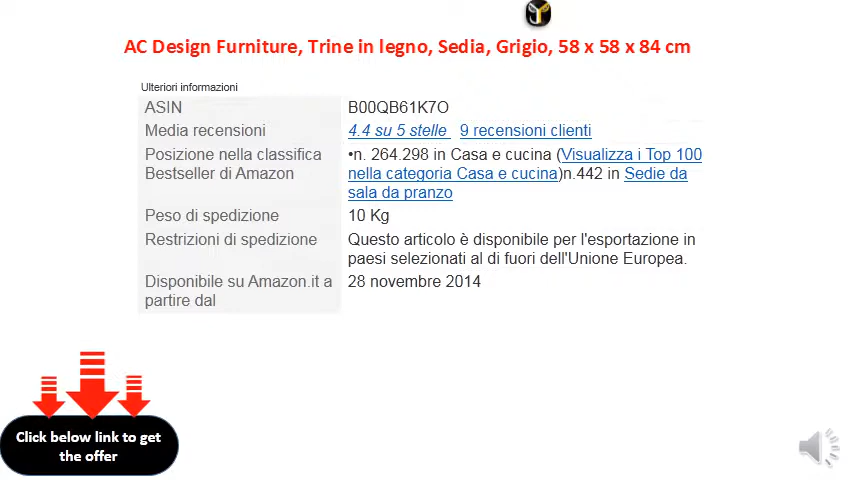 AC Design Furniture, Trine in legno, Sedia, Grigio, 58 x 58 x 84 cm
Ulteriori informazioni
ASIN B00QB61K7O
Media recensioni 4.4 su 5 stelle 9 recensioni clienti
Posizione nella classifica •n. 264.298 in Casa e cucina (Visualizza i Top 100
Bestseller di Amazon nella categoria Casa e cucina)n.442 in Sedie da
sala da pranzo
Peso di spedizione 10 Kg
Restrizioni di spedizione Questo articolo è disponibile per l'esportazione in
paesi selezionati al di fuori dell'Unione Europea.
Disponibile su Amazon.it a 28 novembre 2014
partire dal
Click below link to get
the offer